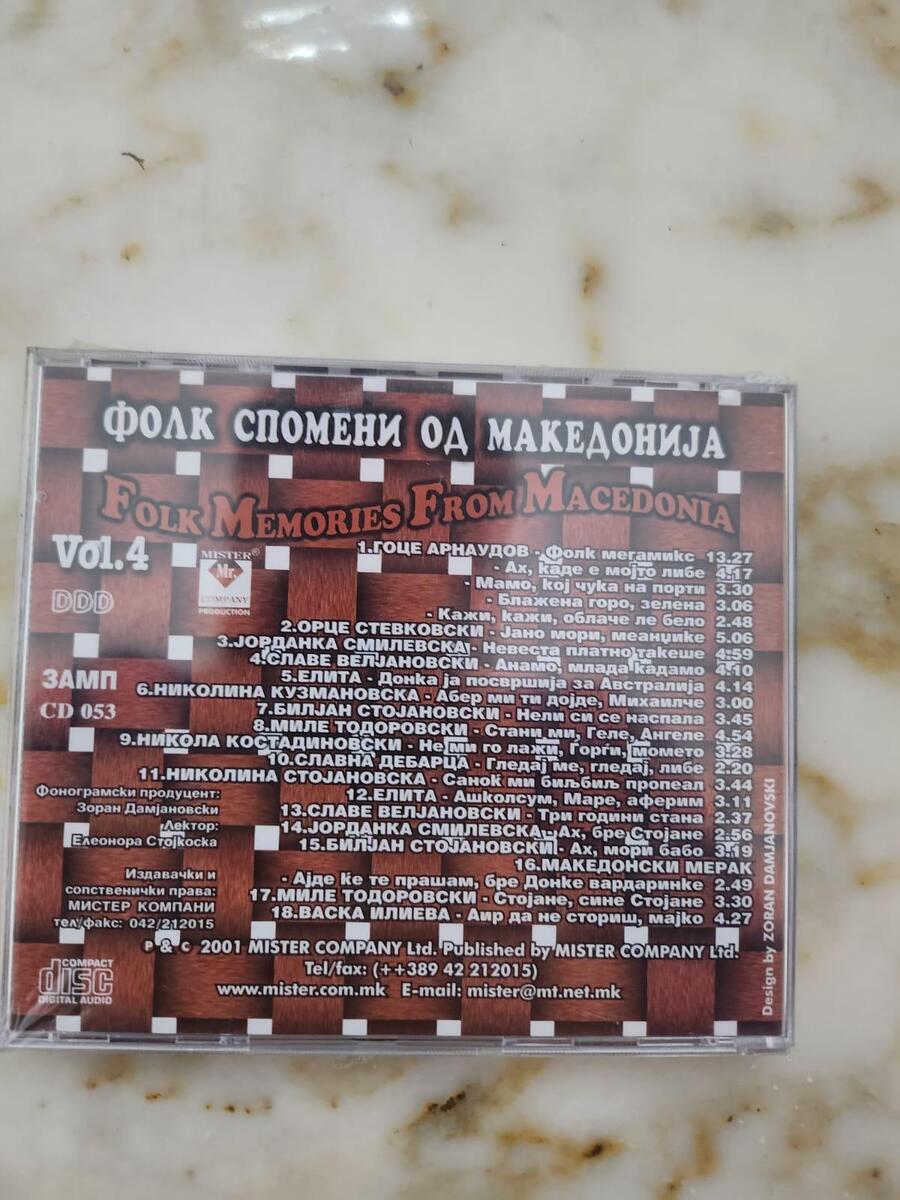 ФОЛК СПОМЕНИ ОД МАКЕДОНИЈА
FOLK MEMORIES FROM MACEDONIA
Vol.4
DDD
MISTER®
Mr.
COMPANY
PRODUCTION
ЗАМП
CD 053
1.ГОЦЕ АРНАУДОВ - Фолк мегамикс 13.27
- Ах, каде е мојто либе 4.17
- Мамо, кој чука на порти 3.30
- Блажена горо, зелена 3.06
- Кажи, кажи, облаче ле бело 2.48
2.ОРЦЕ СТЕВКОВСКИ - Јано мори, меанџике 5.06
3.ЈОРДАНКА СМИЛЕВСКА - Невеста платно ткаеше 4.59
4.СЛАВЕ ВЕЛЈАНОВСКИ - Анамо, млада кадамо 4.10
5.ЕЛИТА - Донка ја посвршија за Австралија 4.14
6.НИКОЛИНА КУЗМАНОВСКА - Абер ми ти дојде, Михаилче 3.00
7.БИЛЈАН СТОЈАНОВСКИ - Нели си се наспала 3.45
8.МИЛЕ ТОДОРОВСКИ - Стани ми, Геле, Ангеле 4.54
9.НИКОЛА КОСТАДИНОВСКИ - Не ми го лажи, Ѓорѓи, момето 3.28
10.СЛАВНА ДЕБАРЦА - Гледај ме, гледај, либе 2.20
11.НИКОЛИНА СТОЈАНОВСКА - Саноќ ми биљбиљ пропеал 3.44
12.ЕЛИТА - Ашколсум, Маре, аферим 3.11
13.СЛАВЕ ВЕЛЈАНОВСКИ - Три години стана 2.37
14.ЈОРДАНКА СМИЛЕВСКА - Ах, бре Стојане 2.56
15.БИЛЈАН СТОЈАНОВСКИ - Ах, мори бабо 3.19
16.МАКЕДОНСКИ МЕРАК
- Ајде ќе те прашам, бре Донке вардаринке 2.49
17.МИЛЕ ТОДОРОВСКИ - Стојане, сине Стојане 3.30
18.ВАСКА ИЛИЕВА - Аир да не сториш, мајко 4.27
Фонограмски продуцент:
Зоран Дамјановски
Лектор:
Елеонора Стојкоска
Издавачки и
сопственички права:
МИСТЕР КОМПАНИ
тел/факс: 042/212015
P & C 2001 MISTER COMPANY Ltd. Published by MISTER COMPANY Ltd.
Tel/fax: (++389 42 212015)
www.mister.com.mk E-mail: mister@mt.net.mk
COMPACT
disc
DIGITAL AUDIO
Design by ZORAN DAMJANOVSKI